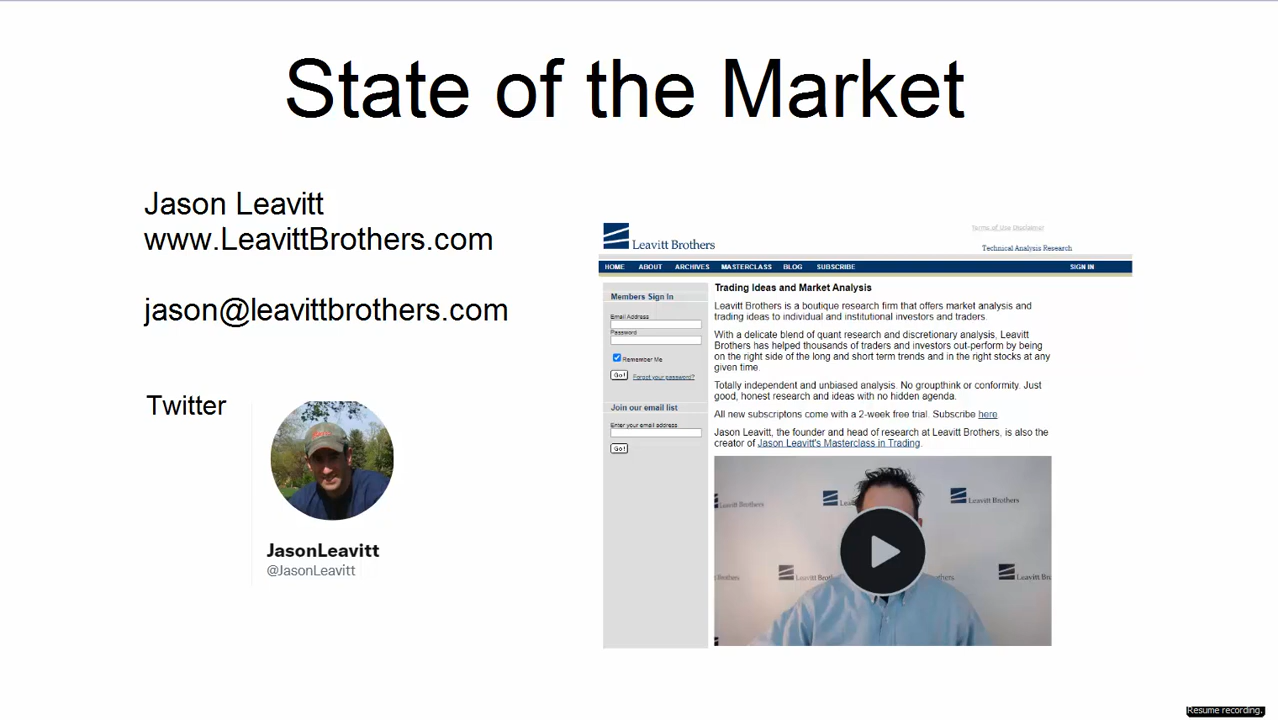 State of the Market
Jason Leavitt
www.LeavittBrothers.com
jason@leavittbrothers.com
Twitter
JasonLeavitt
@JasonLeavitt
Leavitt Brothers
Terms of Use Disclaimer
Technical Analysis Research
HOME ABOUT ARCHIVES MASTERCLASS BLOG SUBSCRIBE SIGN IN
Members Sign In
Email Address
Password
Remember Me
Go! Forgot your password?
Join our email list
Enter your email address
Go!
Trading Ideas and Market Analysis
Leavitt Brothers is a boutique research firm that offers market analysis and
trading ideas to individual and institutional investors and traders.
With a delicate blend of quant research and discretionary analysis, Leavitt
Brothers has helped thousands of traders and investors out-perform by being
on the right side of the long and short term trends and in the right stocks at any
given time.
Totally independent and unbiased analysis. No groupthink or conformity. Just
good, honest research and ideas with no hidden agenda.
All new subscriptons come with a 2-week free trial. Subscribe here
Jason Leavitt, the founder and head of research at Leavitt Brothers, is also the
creator of Jason Leavitt's Masterclass in Trading.
Leavitt Brothers
Leavitt Brothers
Resume recording.